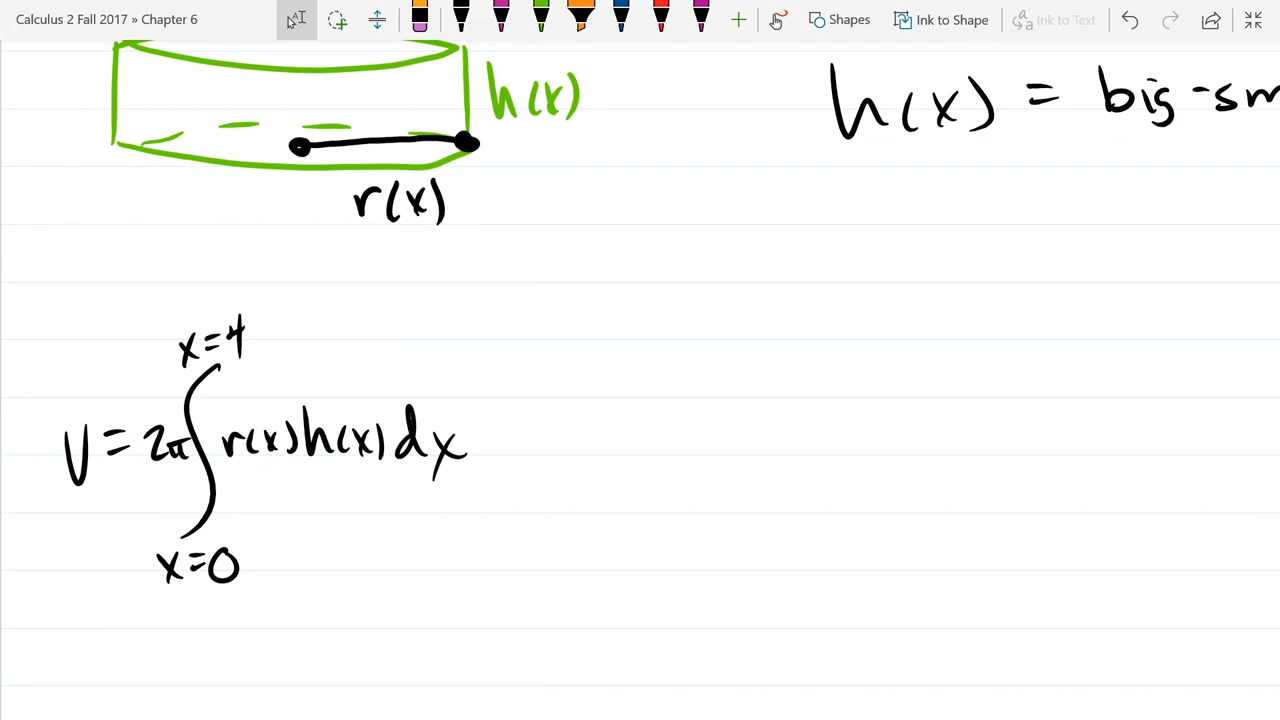 Calculus 2 Fall 2017 » Chapter 6
Shapes
Ink to Shape
Ink to Text
h(x)
h(x) = big-sm
r(x)
x=4
V = 2π∫ r(x)h(x)dx
x=0